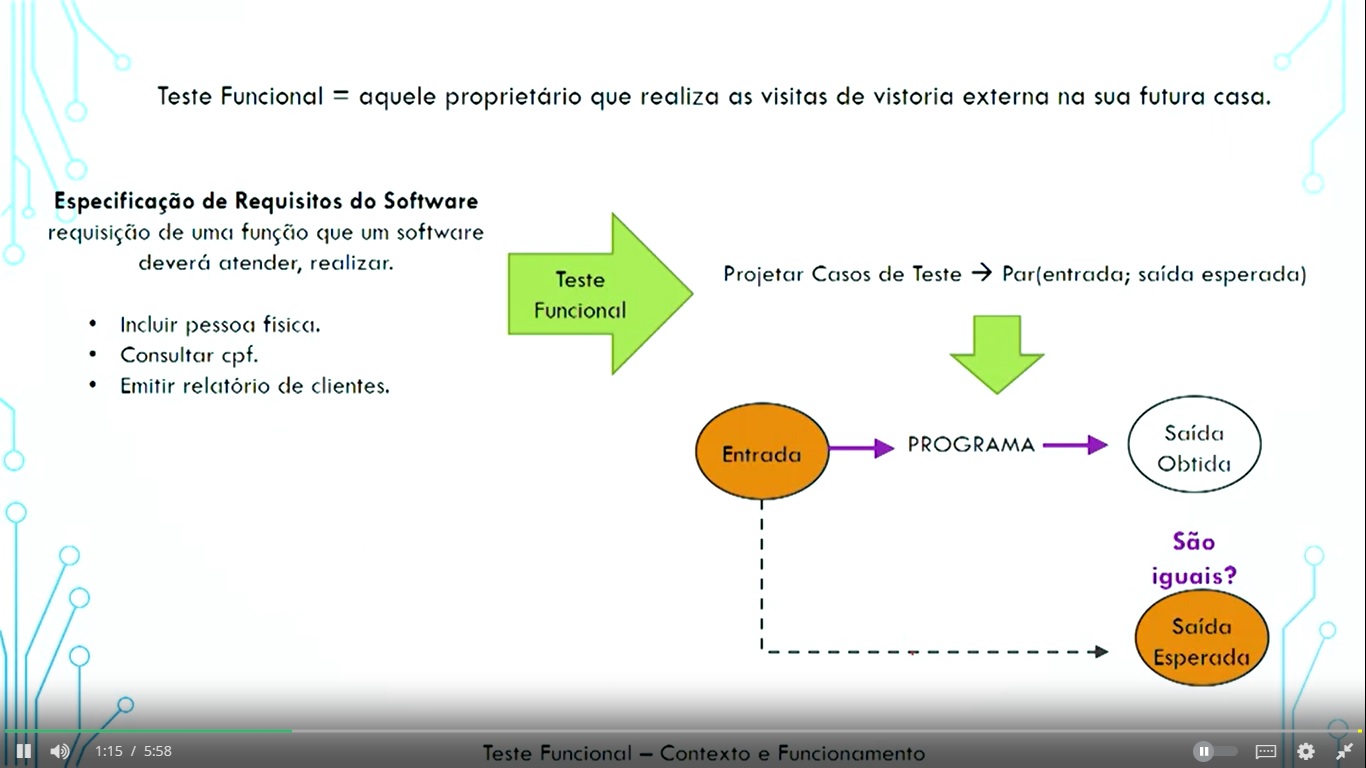 Teste Funcional = aquele proprietário que realiza as visitas de vistoria externa na sua futura casa.
Especificação de Requisitos do Software
requisição de uma função que um software
deverá atender, realizar.
• Incluir pessoa física.
• Consultar cpf.
• Emitir relatório de clientes.
Teste
Funcional
Projetar Casos de Teste → Par(entrada; saída esperada)
Entrada
PROGRAMA
Saída
Obtida
São
iguais?
Saída
Esperada
1:15 / 5:58
Teste Funcional – Contexto e Funcionamento